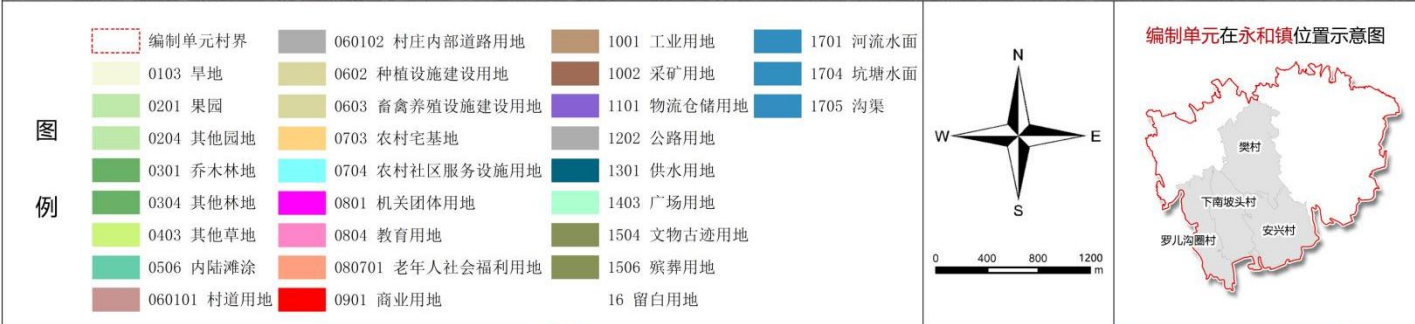 图例
编制单元村界
0103 旱地
0201 果园
0204 其他园地
0301 乔木林地
0304 其他林地
0403 其他草地
0506 内陆滩涂
060101 村道用地
060102 村庄内部道路用地
0602 种植设施建设用地
0603 畜禽养殖设施建设用地
0703 农村宅基地
0704 农村社区服务设施用地
0801 机关团体用地
0804 教育用地
080701 老年人社会福利用地
0901 商业用地
1001 工业用地
1002 采矿用地
1101 物流仓储用地
1202 公路用地
1301 供水用地
1403 广场用地
1504 文物古迹用地
1506 殡葬用地
16 留白用地
1701 河流水面
1704 坑塘水面
1705 沟渠
N
W E
S
0 400 800 1200
m
编制单元在永和镇位置示意图
樊村
下南坡头村
安兴村
罗儿沟圈村